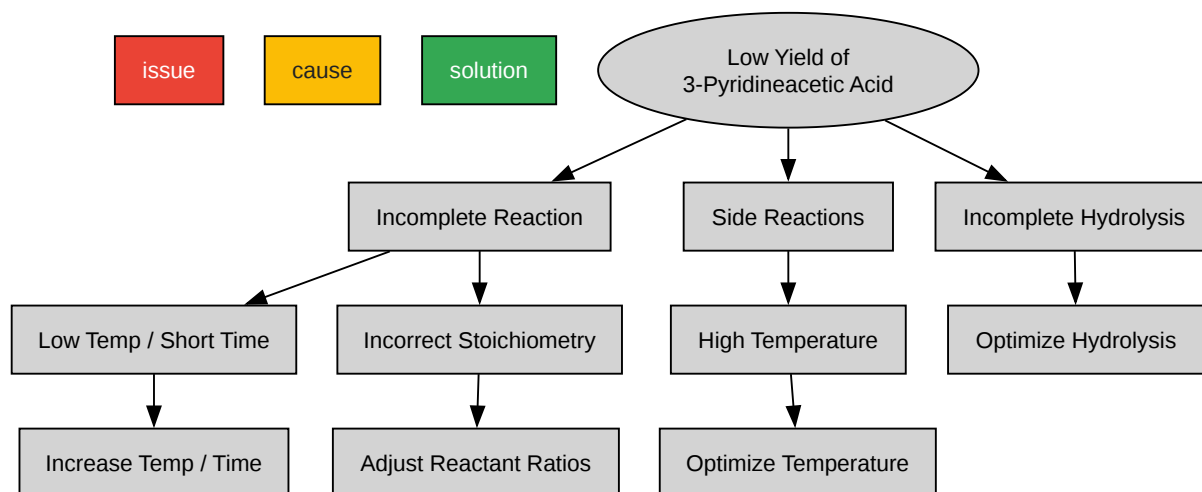 issue
cause
solution
Low Yield of
3-Pyridineacetic Acid
Incomplete Reaction
Side Reactions
Incomplete Hydrolysis
Low Temp / Short Time
Incorrect Stoichiometry
High Temperature
Optimize Hydrolysis
Increase Temp / Time
Adjust Reactant Ratios
Optimize Temperature